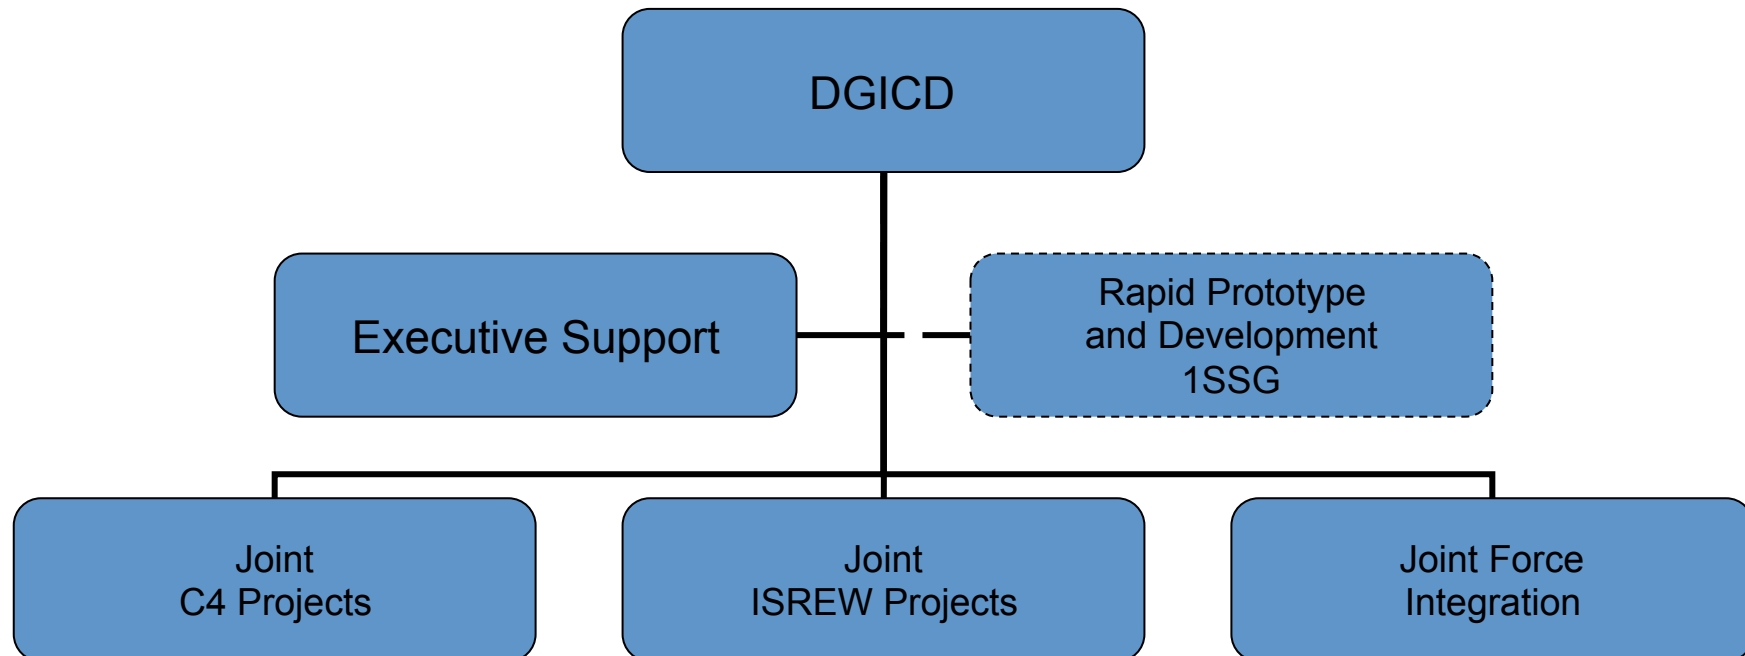 DGICD
Executive Support
Rapid Prototype
and Development
1SSG
Joint
C4 Projects
Joint
ISREW Projects
Joint Force
Integration